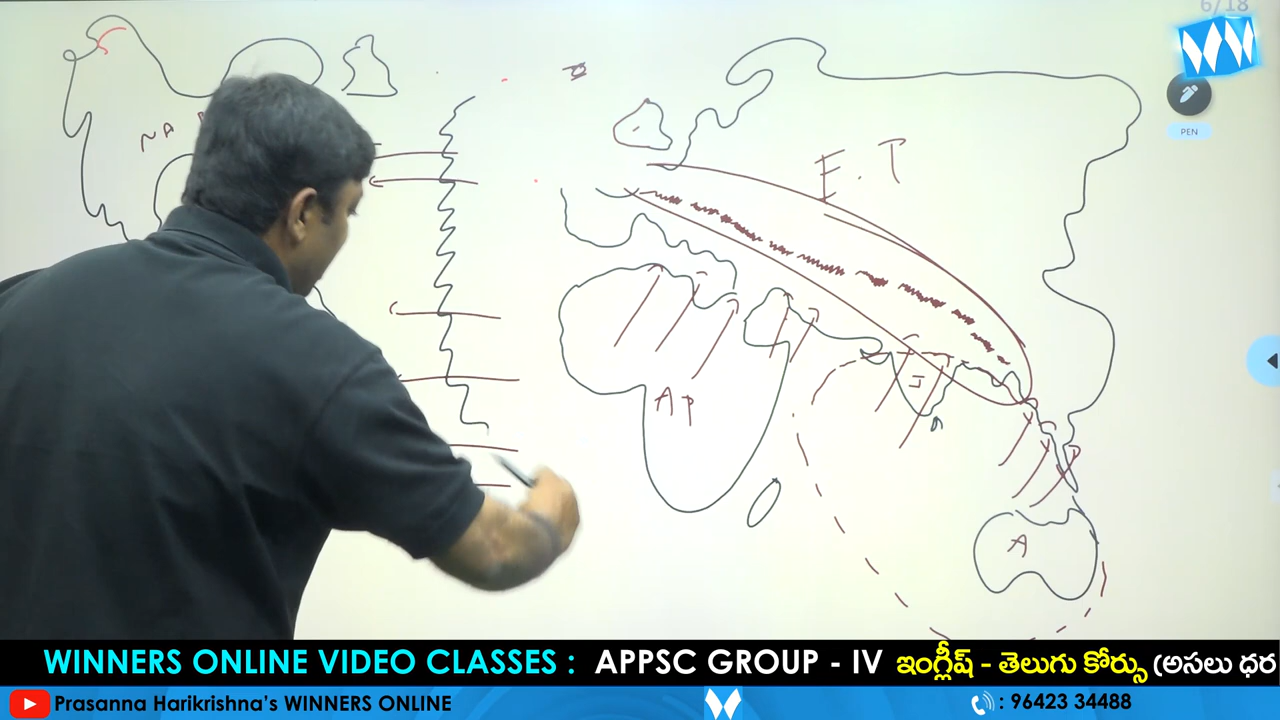 6/18
W
PEN
NA
E.T
AP
I
A
WINNERS ONLINE VIDEO CLASSES : APPSC GROUP - IV ఇంగ్లీష్ - తెలుగు కోర్సు (అసలు ధర
Prasanna Harikrishna's WINNERS ONLINE : 96423 34488